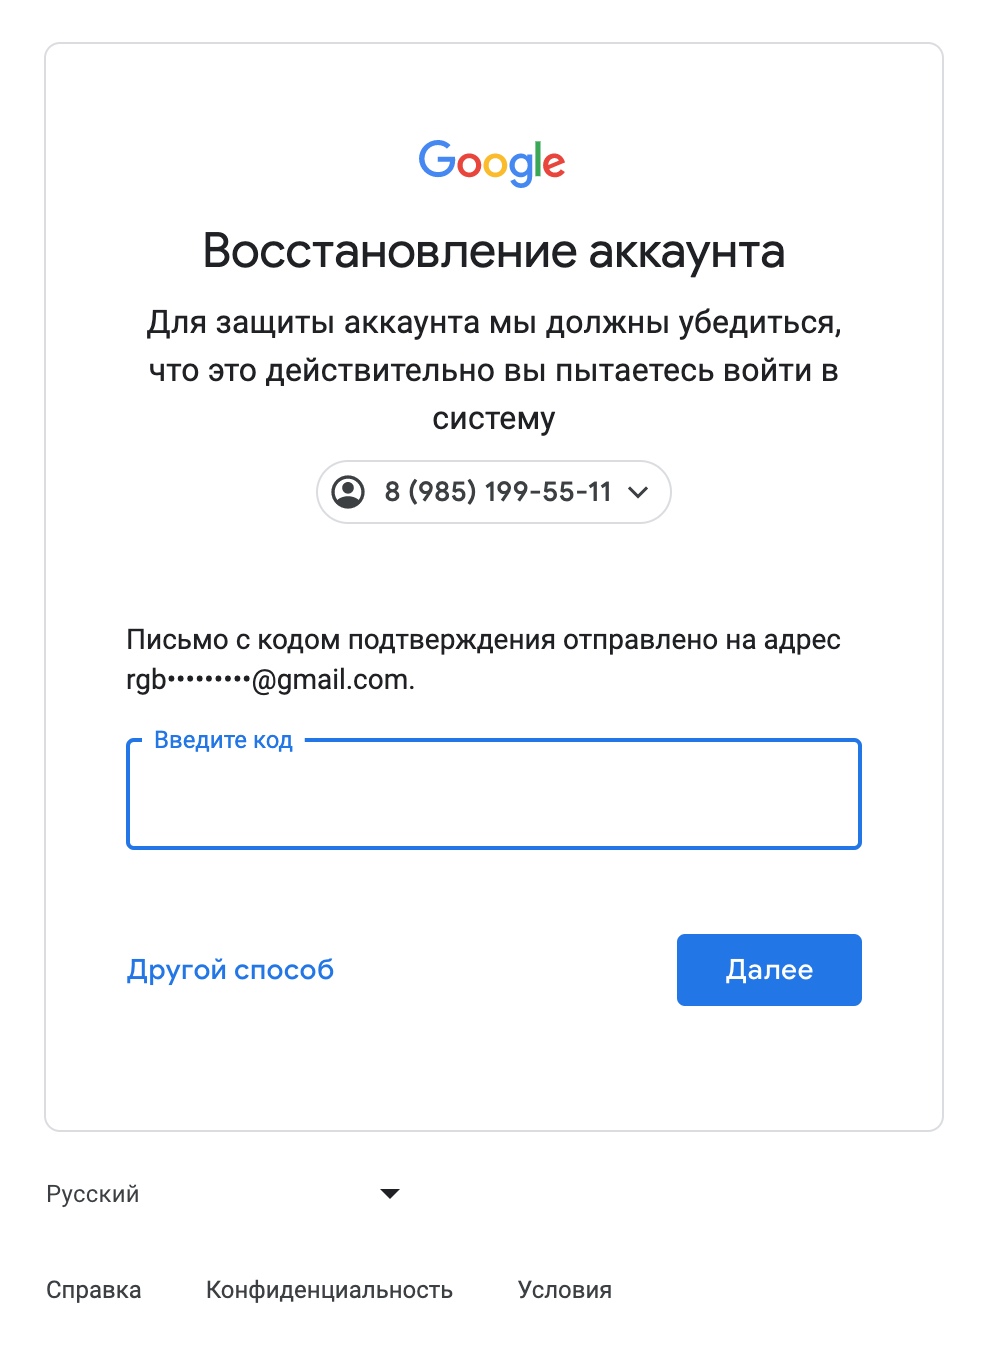 Google
Восстановление аккаунта
Для защиты аккаунта мы должны убедиться,
что это действительно вы пытаетесь войти в
систему
8 (985) 199-55-11
Письмо с кодом подтверждения отправлено на адрес
rgb•••••••••@gmail.com.
Введите код
Другой способ
Далее
Русский
Справка
Конфиденциальность
Условия